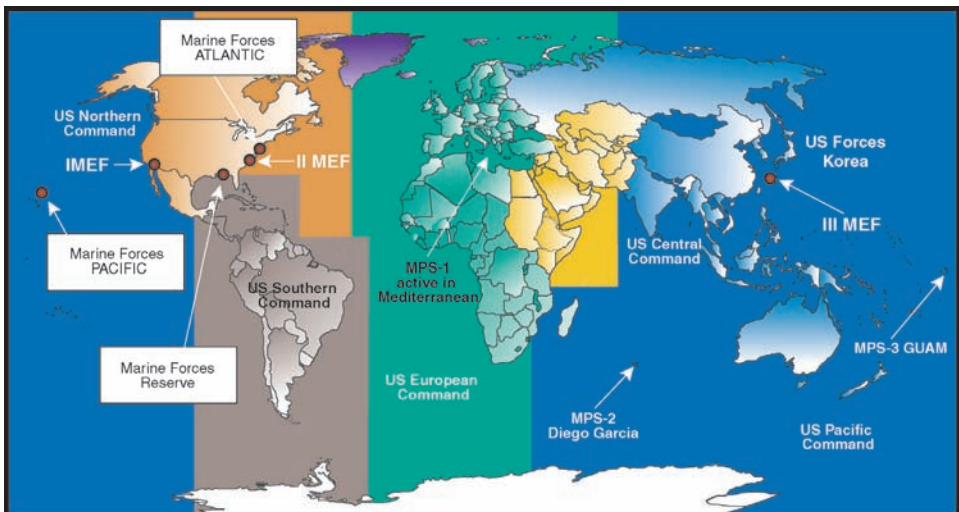 Marine Forces
ATLANTIC
US Northern
Command
IMEF
II MEF
US Forces
Korea
III MEF
Marine Forces
PACIFIC
US Southern
Command
MPS-1
active in
Mediterranean
US Central
Command
Marine Forces
Reserve
US European
Command
MPS-2
Diego Garcia
MPS-3 GUAM
US Pacific
Command